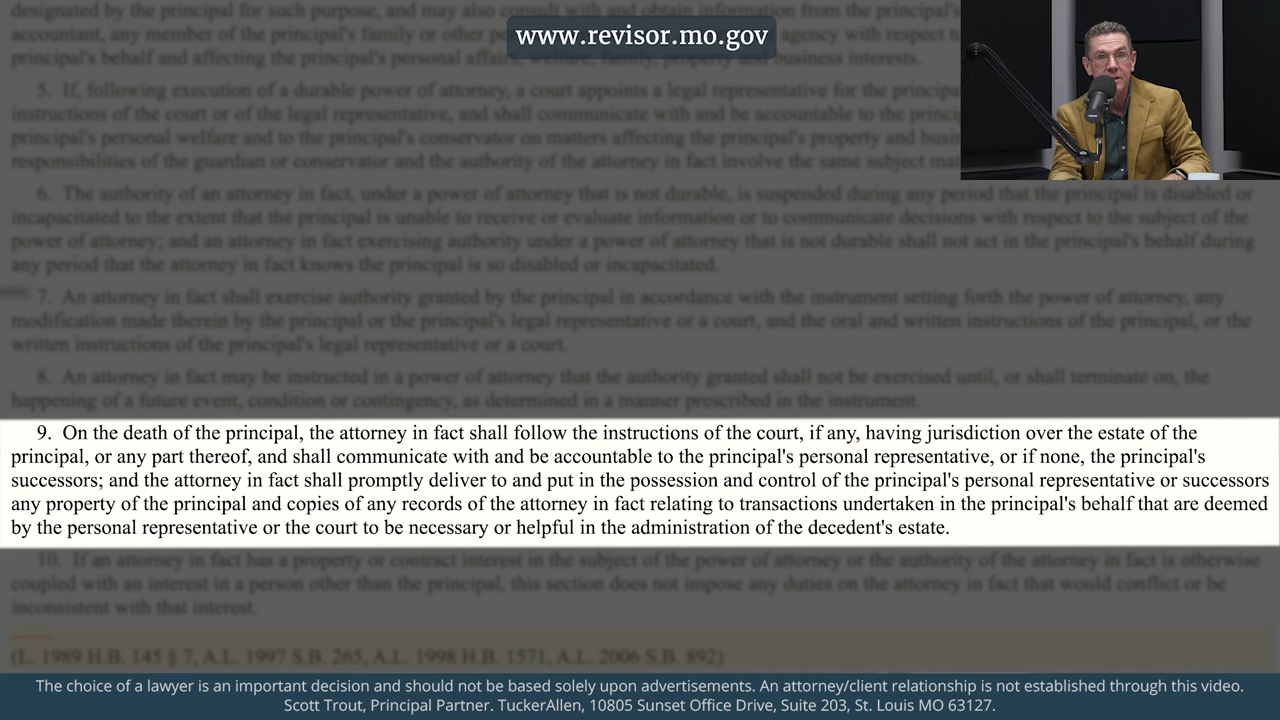 designated by the principal for such purpose, and may also consult with and obtain information from the principal's
www.revisor.mo.gov
accountant, any member of the principal's family or other pe agency with respect to
principal's behalf and affecting the principal's personal affairs, welfare, family, property and business interests.
5. If, following execution of a durable power of attorney, a court appoints a legal representative for the principa
instructions of the court or of the legal representative, and shall communicate with and be accountable to the princip
principal's personal welfare and to the principal's conservator on matters affecting the principal's property and busi
responsibilities of the guardian or conservator and the authority of the attorney in fact involve the same subject mat
6. The authority of an attorney in fact, under a power of attorney that is not durable, is suspended during any period that the principal is disabled or
incapacitated to the extent that the principal is unable to receive or evaluate information or to communicate decisions with respect to the subject of the
power of attorney; and an attorney in fact exercising authority under a power of attorney that is not durable shall not act in the principal's behalf during
any period that the attorney in fact knows the principal is so disabled or incapacitated.
7. An attorney in fact shall exercise authority granted by the principal in accordance with the instrument setting forth the power of attorney, any
modification made therein by the principal or the principal's legal representative or a court, and the oral and written instructions of the principal, or the
written instructions of the principal's legal representative or a court.
8. An attorney in fact may be instructed in a power of attorney that the authority granted shall not be exercised until, or shall terminate on, the
happening of a future event, condition or contingency, as determined in a manner prescribed in the instrument.
9. On the death of the principal, the attorney in fact shall follow the instructions of the court, if any, having jurisdiction over the estate of the
principal, or any part thereof, and shall communicate with and be accountable to the principal's personal representative, or if none, the principal's
successors; and the attorney in fact shall promptly deliver to and put in the possession and control of the principal's personal representative or successors
any property of the principal and copies of any records of the attorney in fact relating to transactions undertaken in the principal's behalf that are deemed
by the personal representative or the court to be necessary or helpful in the administration of the decedent's estate.
10. If an attorney in fact has a property or contract interest in the subject of the power of attorney or the authority of the attorney in fact is otherwise
coupled with an interest in a person other than the principal, this section does not impose any duties on the attorney in fact that would conflict or be
inconsistent with that interest.
(L. 1989 H.B. 145 § 7, A.L. 1997 S.B. 265, A.L. 1998 H.B. 1571, A.L. 2006 S.B. 892)
The choice of a lawyer is an important decision and should not be based solely upon advertisements. An attorney/client relationship is not established through this video.
Scott Trout, Principal Partner. TuckerAllen, 10805 Sunset Office Drive, Suite 203, St. Louis MO 63127.